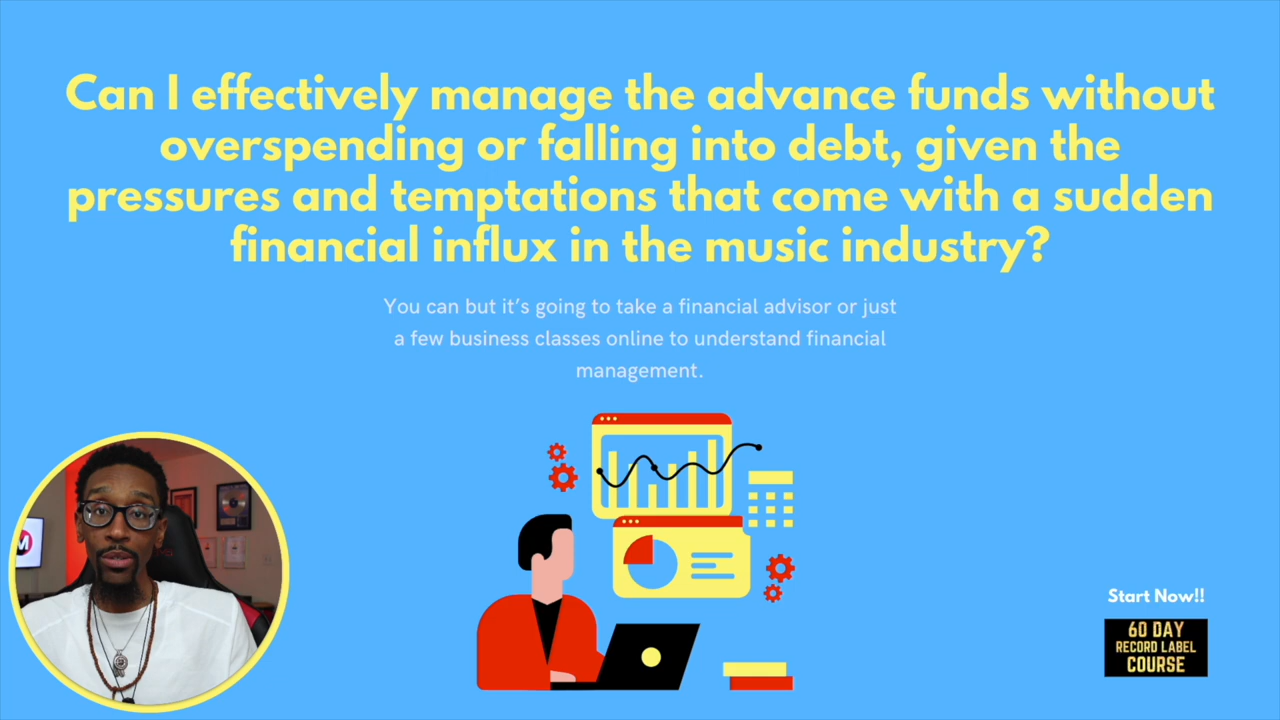 Can I effectively manage the advance funds without
overspending or falling into debt, given the
pressures and temptations that come with a sudden
financial influx in the music industry?
You can but it’s going to take a financial advisor or just
a few business classes online to understand financial
management.
M
Start Now!!
60 DAY
RECORD LABEL
COURSE